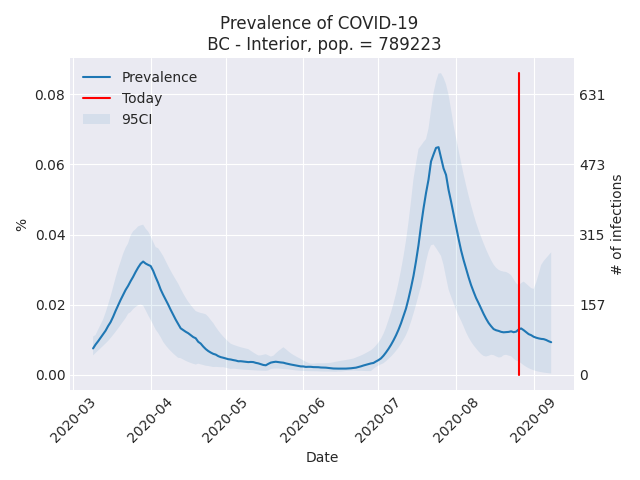 Prevalence of COVID-19
BC - Interior, pop. = 789223
Prevalence
Today
95CI
0.08
0.06
0.04
0.02
0.00
%
631
473
315
157
0
# of infections
2020-03
2020-04
2020-05
2020-06
2020-07
2020-08
2020-09
Date